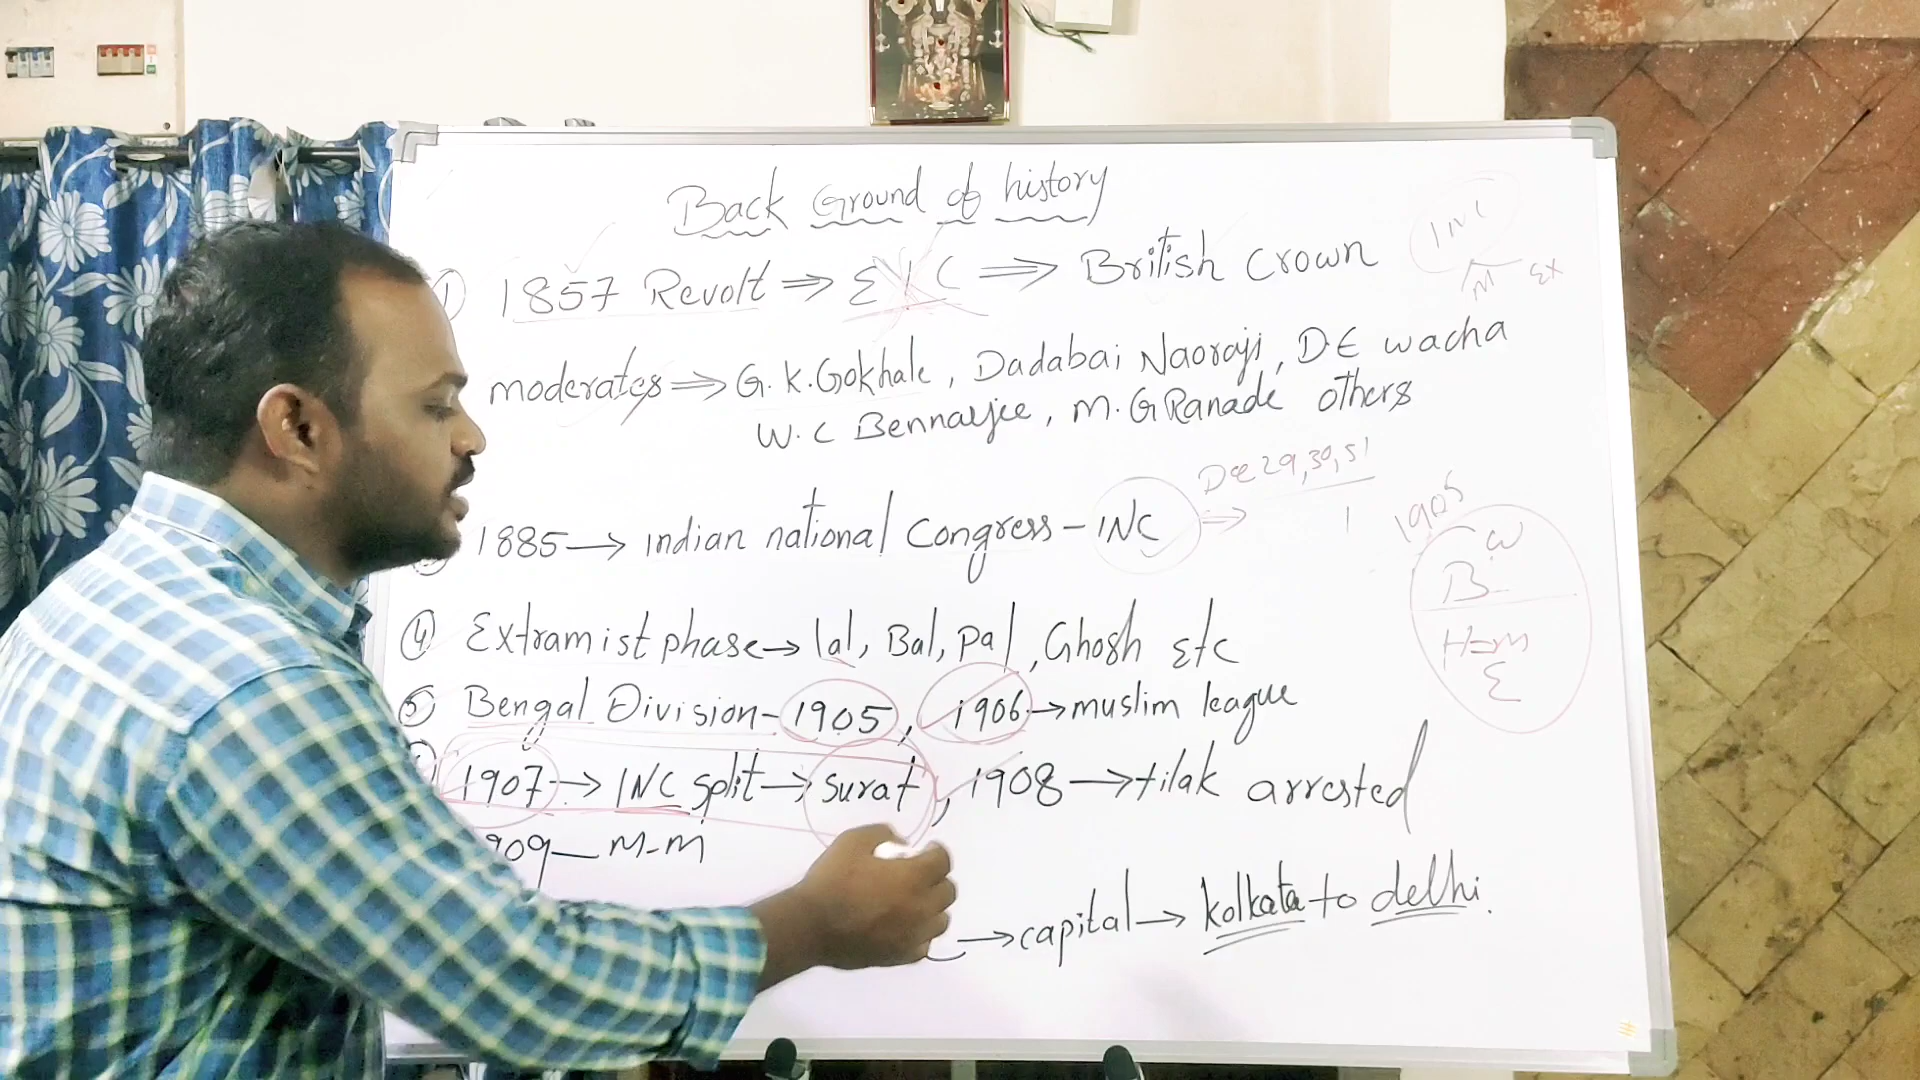 Back Ground of history
1857 Revolt ⇒ EIC ⇒ British Crown
INC
M Ex
moderates ⇒ G.K.Gokhale, Dadabai Naoroji, D.E wacha
W.C Bennarjee, M.G Ranade others
Dec 29,30,31
1885 → indian national Congress - INC ⇒
1905
W
B
H-m
E
④ Extramist phase → lal, Bal, pal, Ghosh etc
⑤ Bengal Division - 1905, 1906 → muslim league
1907 → INC split → surat, 1908 → tilak arrested
909 — M-M
→ capital → kolkata to delhi.